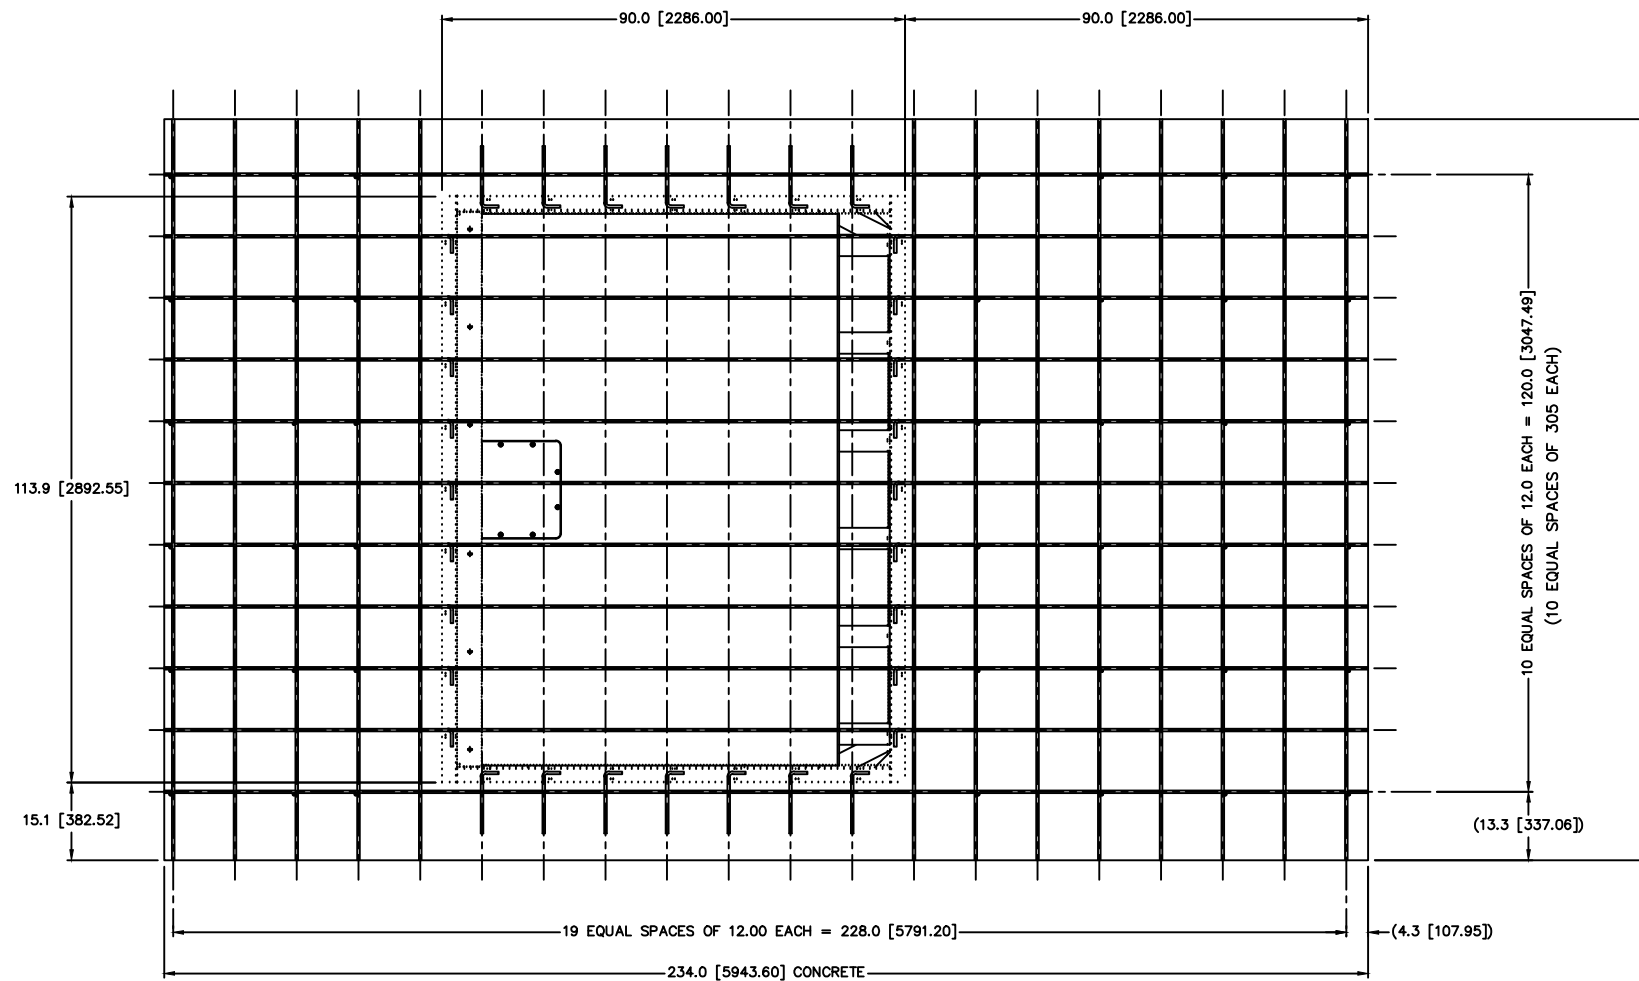 90.0 [2286.00]
90.0 [2286.00]
113.9 [2892.55]
10 EQUAL SPACES OF 12.0 EACH = 120.0 [3047.49]
(10 EQUAL SPACES OF 305 EACH)
15.1 [382.52]
(13.3 [337.06])
19 EQUAL SPACES OF 12.00 EACH = 228.0 [5791.20]
(4.3 [107.95])
234.0 [5943.60] CONCRETE